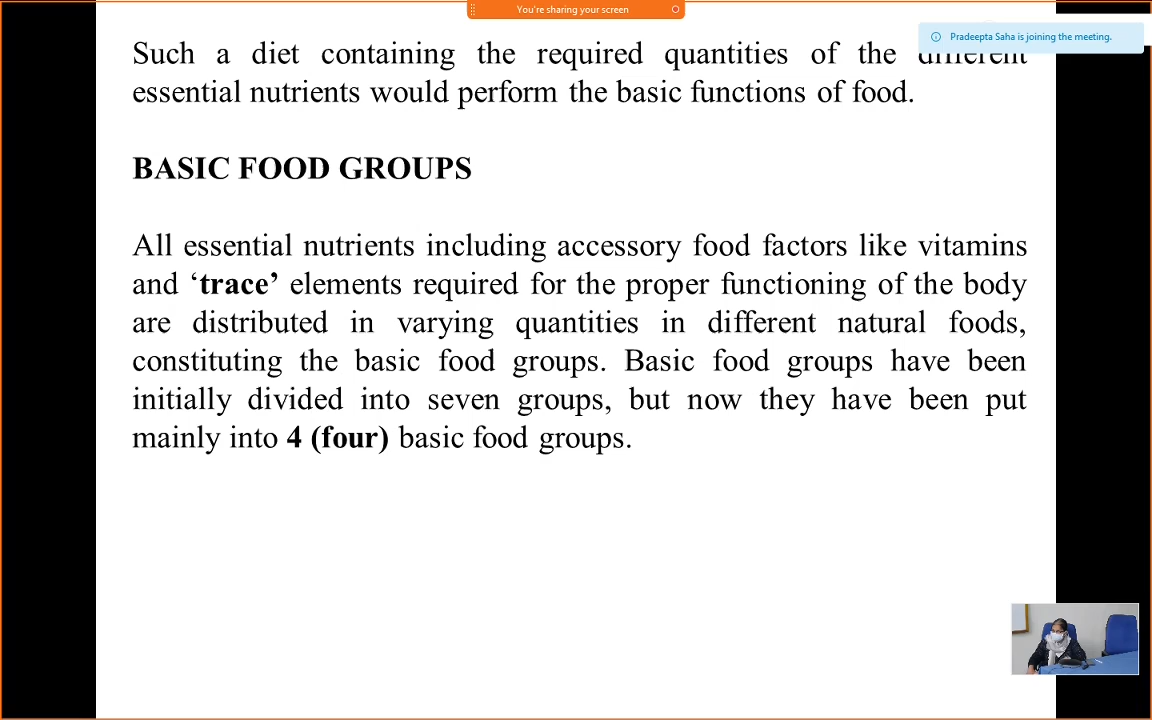 You're sharing your screen
Pradeepta Saha is joining the meeting.
Such a diet containing the required quantities of the different
essential nutrients would perform the basic functions of food.
BASIC FOOD GROUPS
All essential nutrients including accessory food factors like vitamins
and ‘trace’ elements required for the proper functioning of the body
are distributed in varying quantities in different natural foods,
constituting the basic food groups. Basic food groups have been
initially divided into seven groups, but now they have been put
mainly into 4 (four) basic food groups.